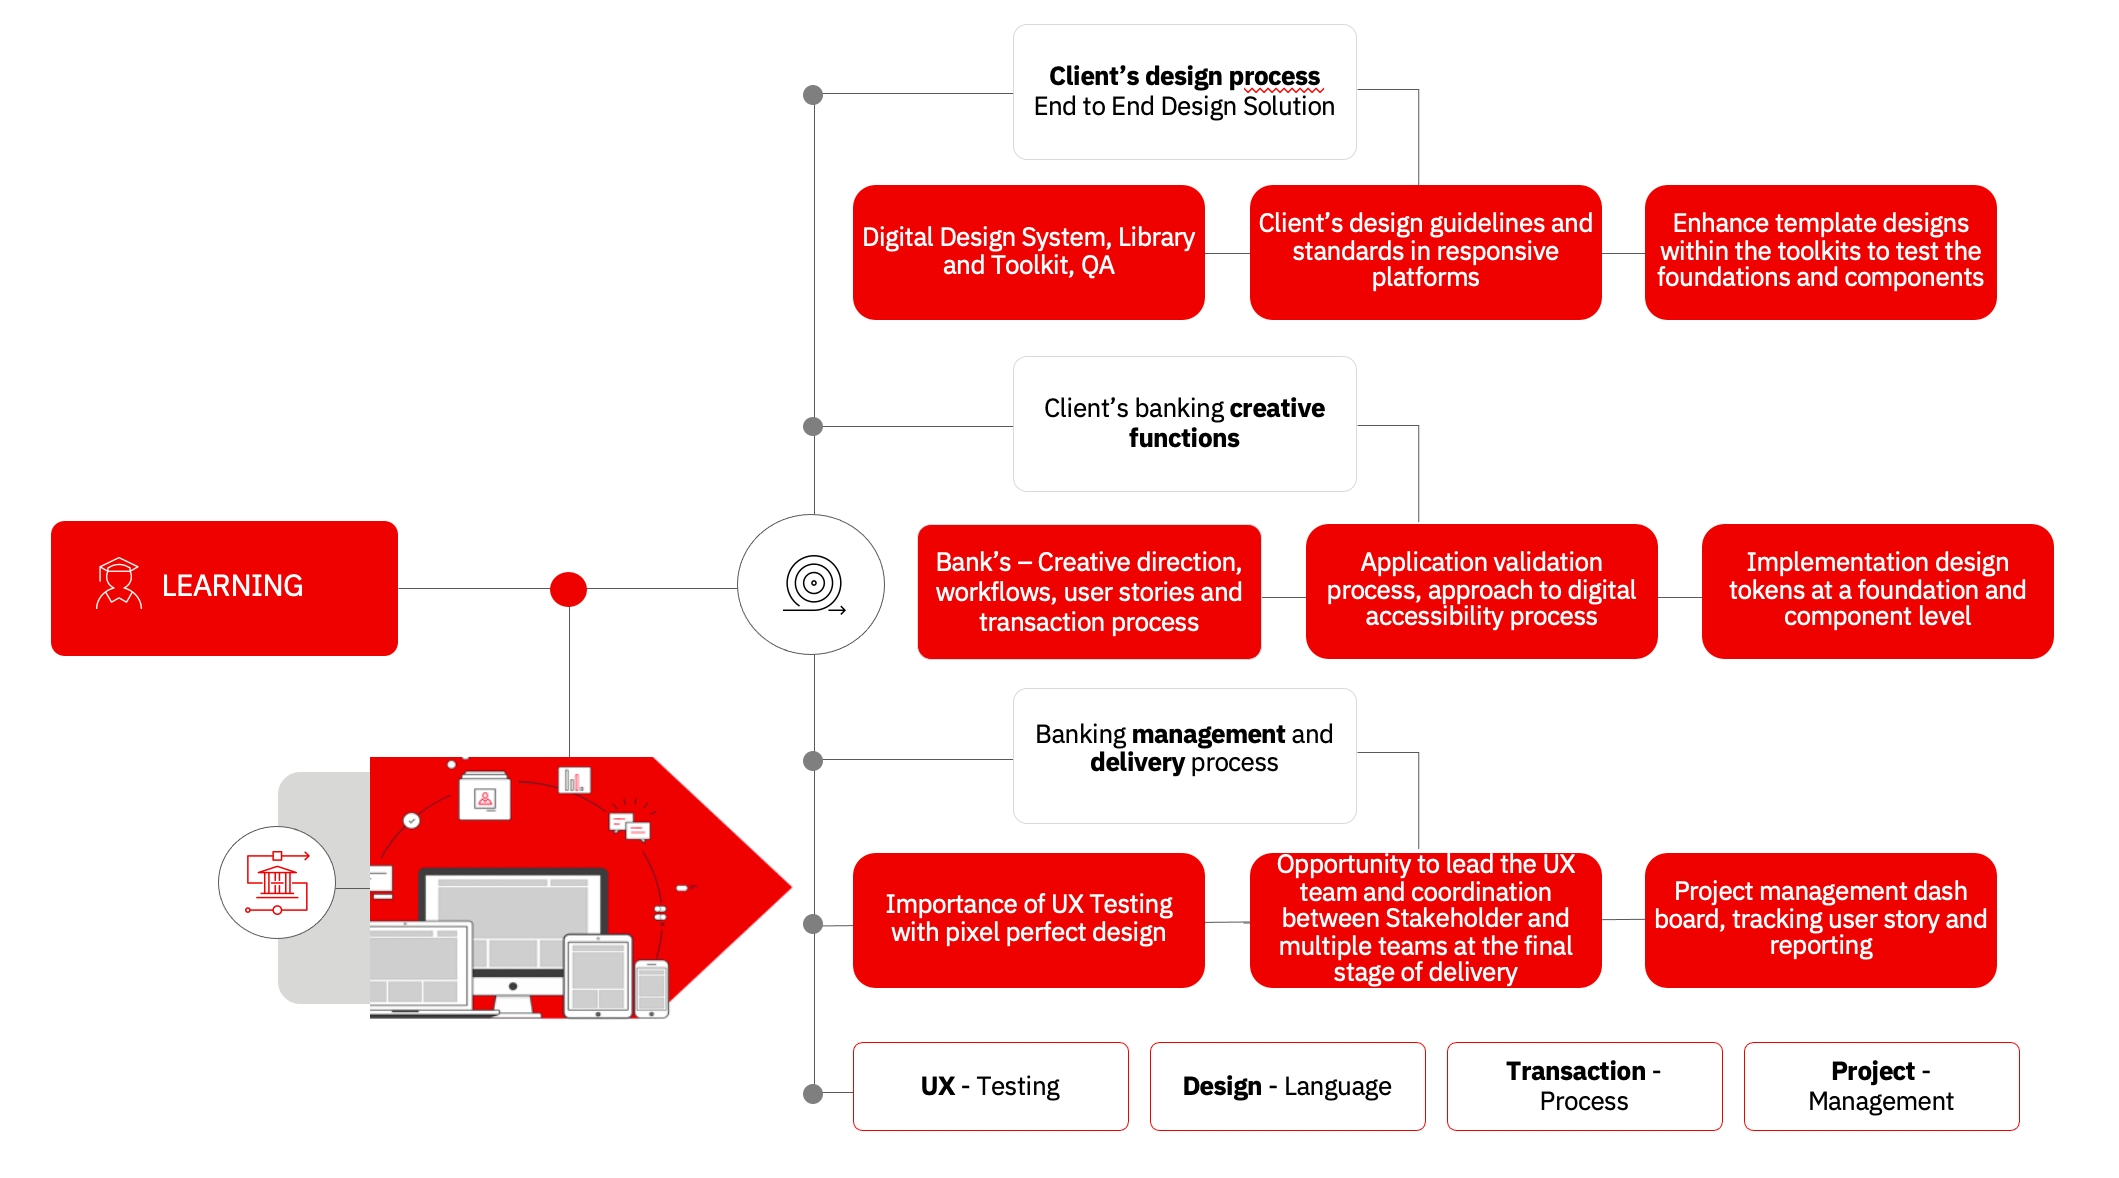 Client’s design process
End to End Design Solution
Digital Design System, Library
and Toolkit, QA
Client’s design guidelines and
standards in responsive
platforms
Enhance template designs
within the toolkits to test the
foundations and components
Client’s banking creative
functions
LEARNING
Bank’s – Creative direction,
workflows, user stories and
transaction process
Application validation
process, approach to digital
accessibility process
Implementation design
tokens at a foundation and
component level
Banking management and
delivery process
Importance of UX Testing
with pixel perfect design
Opportunity to lead the UX
team and coordination
between Stakeholder and
multiple teams at the final
stage of delivery
Project management dash
board, tracking user story and
reporting
UX - Testing
Design - Language
Transaction -
Process
Project -
Management